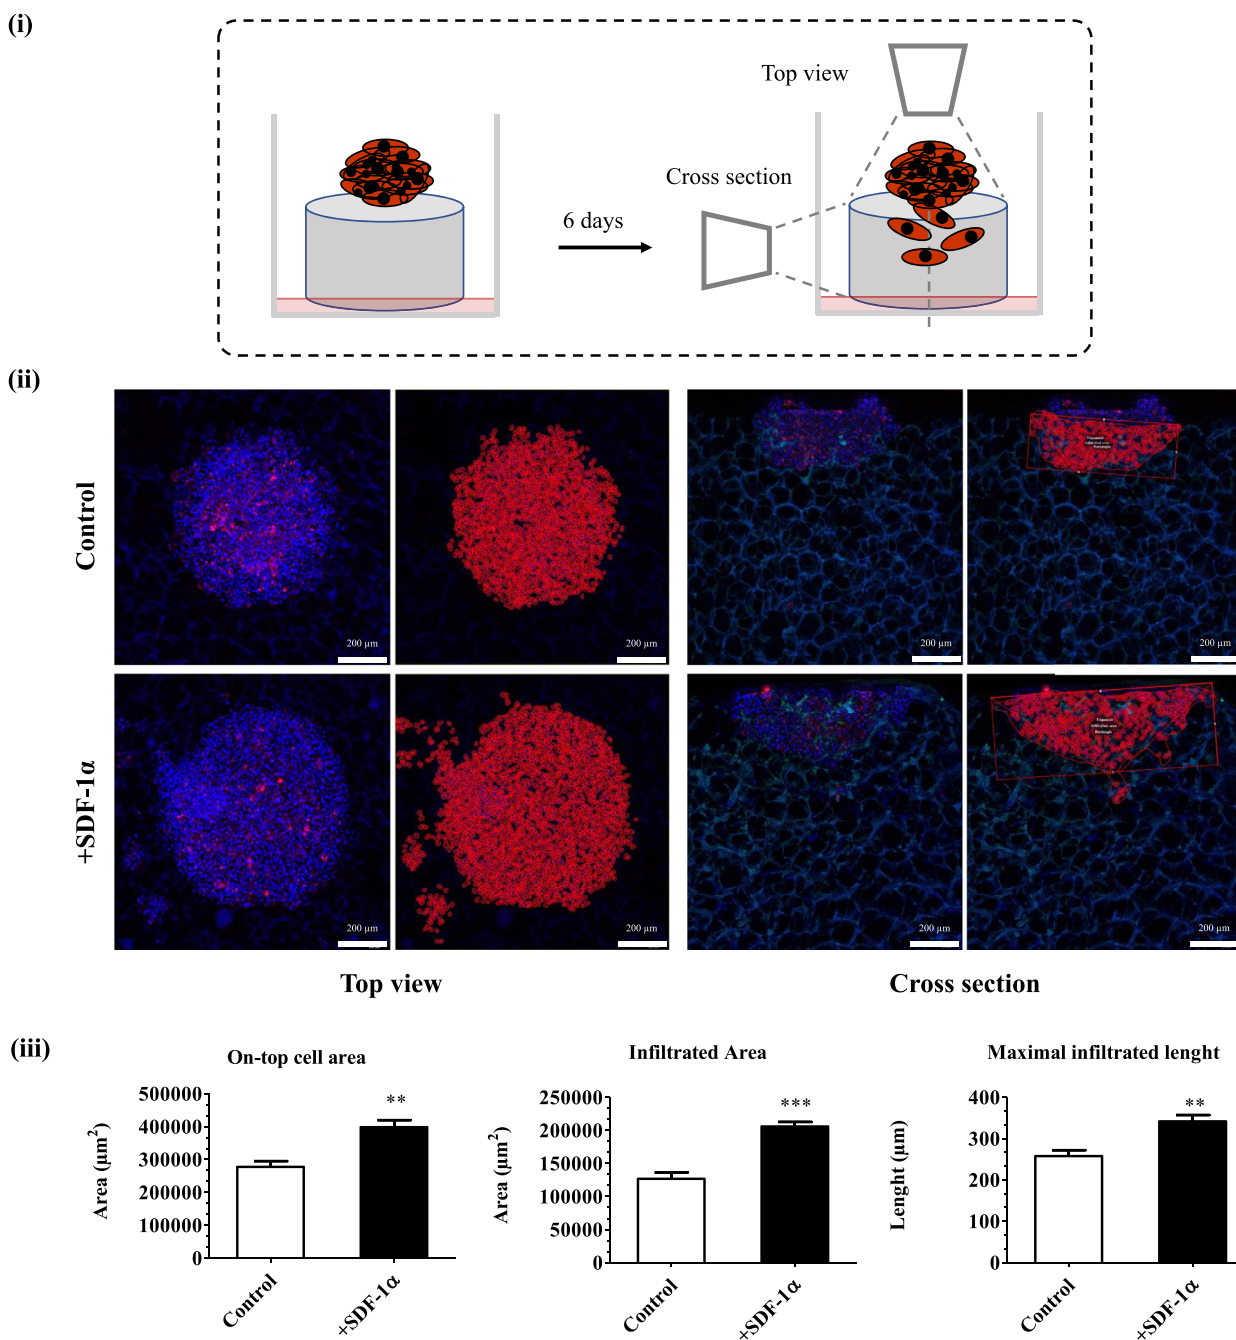 (i)
Top view
Cross section
6 days
(ii)
Control
200 µm
200 µm
200 µm
200 µm
+SDF-1α
200 µm
200 µm
200 µm
200 µm
Top view
Cross section
(iii)
On-top cell area
Area (µm²)
500000
400000
300000
200000
100000
0
**
Control
+SDF-1α
Infiltrated Area
Area (µm²)
250000
200000
150000
100000
50000
0
***
Control
+SDF-1α
Maximal infiltrated lenght
Lenght (µm)
400
300
200
100
0
**
Control
+SDF-1α